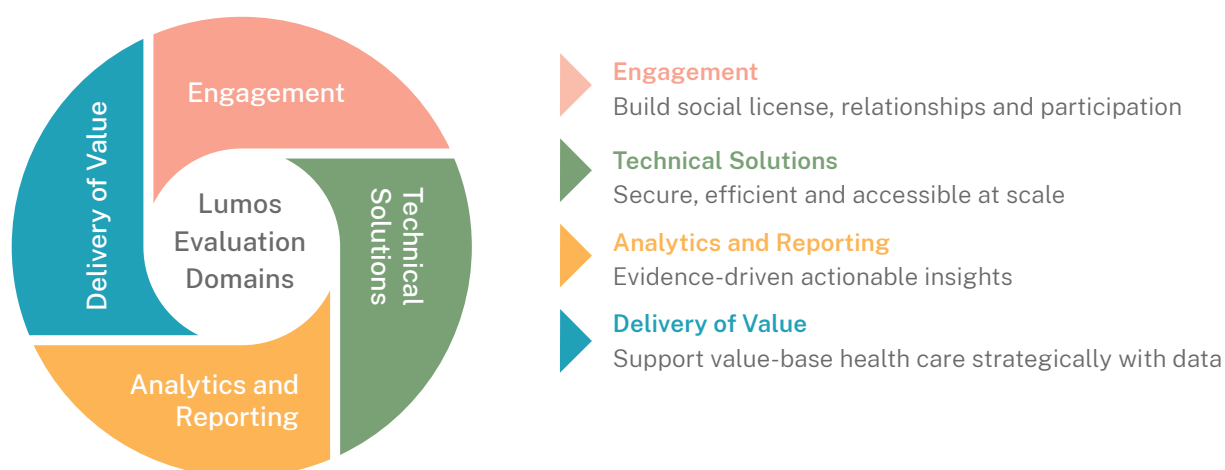 Engagement
Delivery of Value
Technical
Solutions
Lumos
Evaluation
Domains
Analytics and
Reporting
Engagement
Build social license, relationships and participation
Technical Solutions
Secure, efficient and accessible at scale
Analytics and Reporting
Evidence-driven actionable insights
Delivery of Value
Support value-base health care strategically with data